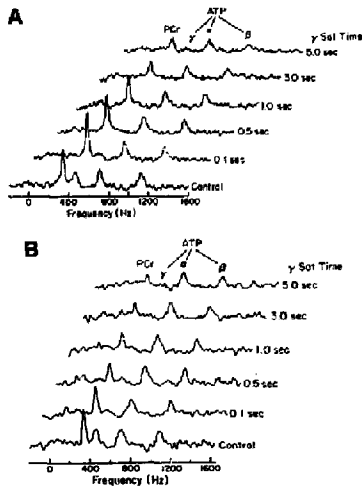 A
ATP
PCr γ α β
γ Sat Time
5.0 sec
3.0 sec
1.0 sec
0.5 sec
0.1 sec
Control
0 400 800 1200 1600
Frequency (Hz)
B
ATP
PCr γ α β
γ Sat Time
5.0 sec
3.0 sec
1.0 sec
0.5 sec
0.1 sec
Control
0 400 800 1200 1600
Frequency (Hz)